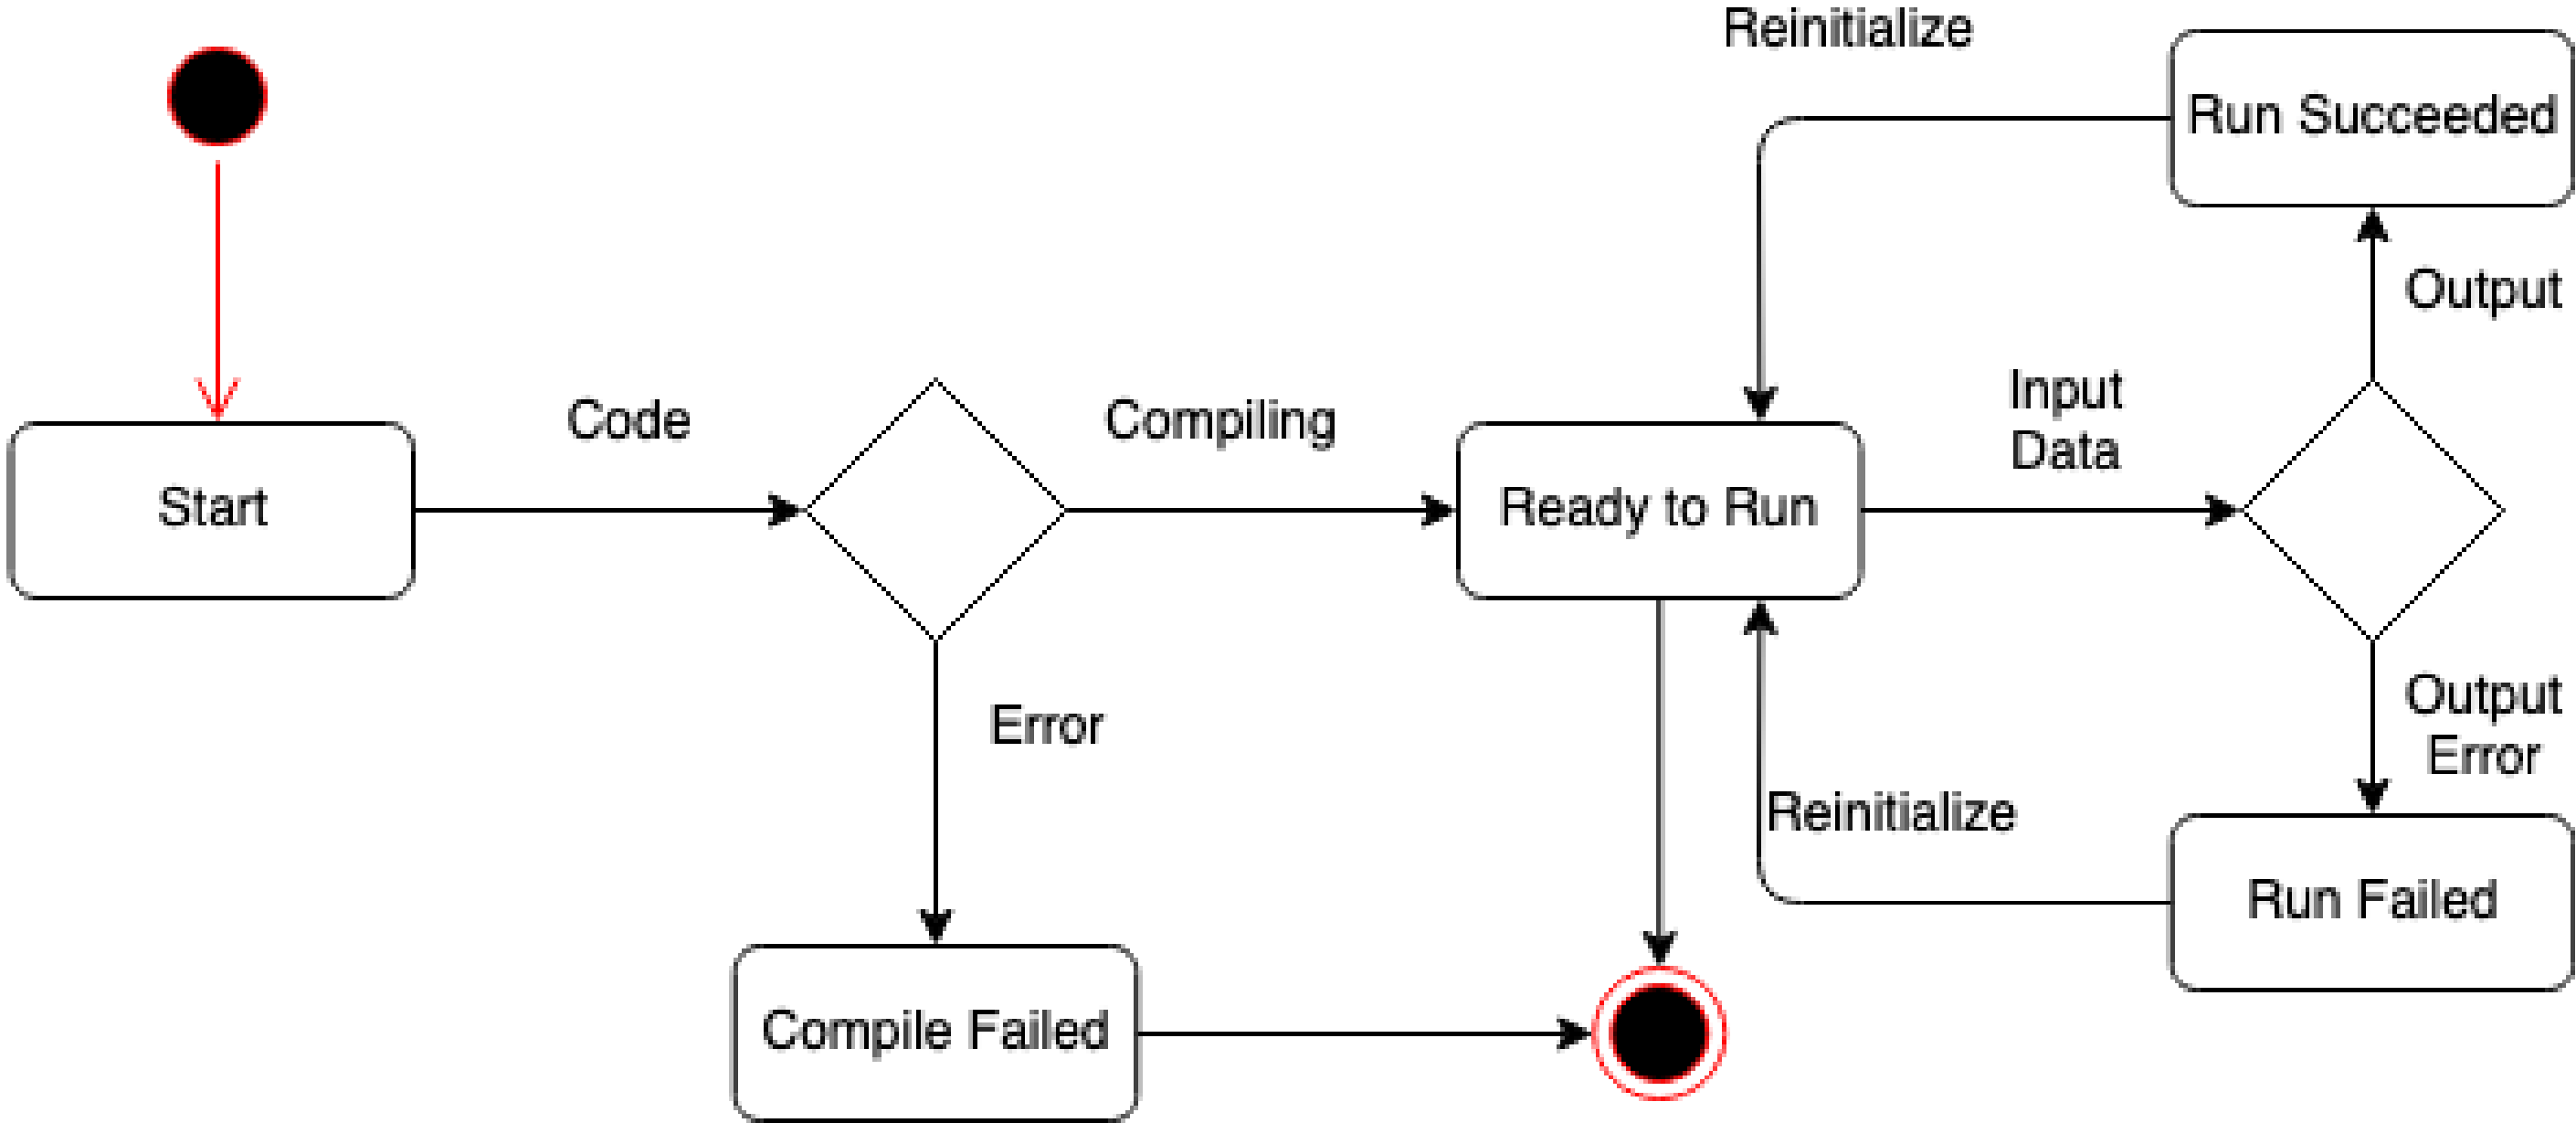 Reinitialize
Run Succeeded
Output
Code
Compiling
Input
Data
Start
Ready to Run
Error
Output
Error
Reinitialize
Run Failed
Compile Failed